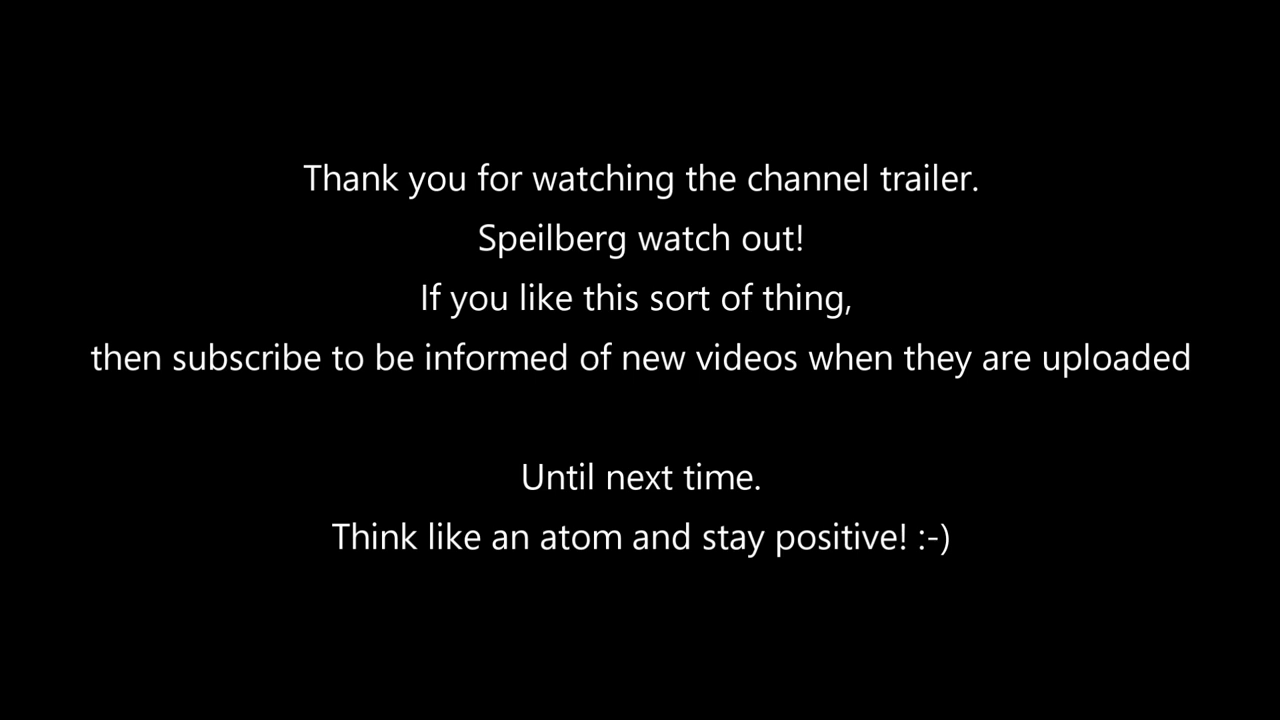 Thank you for watching the channel trailer.
Speilberg watch out!
If you like this sort of thing,
then subscribe to be informed of new videos when they are uploaded
Until next time.
Think like an atom and stay positive! :-)